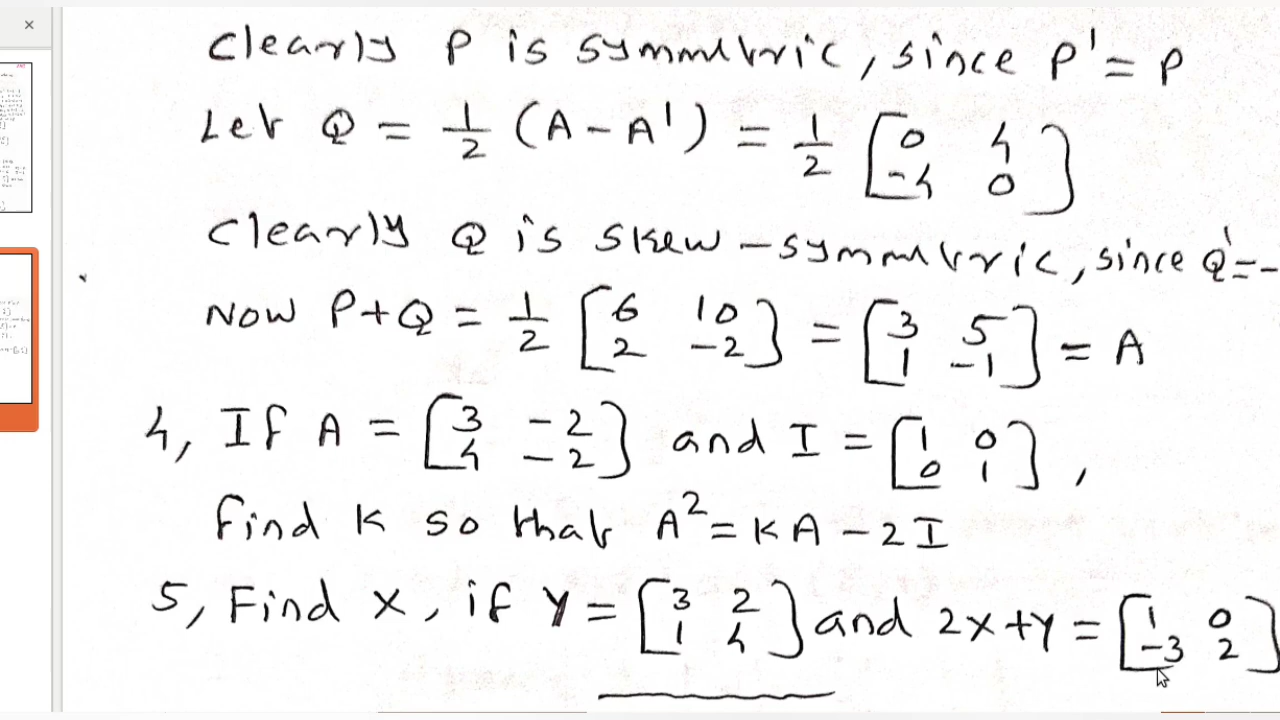 Clearly P is symmetric, since P' = P
Let Q = 1/2 (A - A') = 1/2 [0 4; -4 0]
Clearly Q is skew-symmetric, since Q' = -
Now P+Q = 1/2 [6 10; 2 -2] = [3 5; 1 -1] = A
4, If A = [3 -2; 4 -2] and I = [1 0; 0 1],
Find K so that A² = KA - 2I
5, Find X, if Y = [3 2; 1 4] and 2X+Y = [1 0; -3 2]